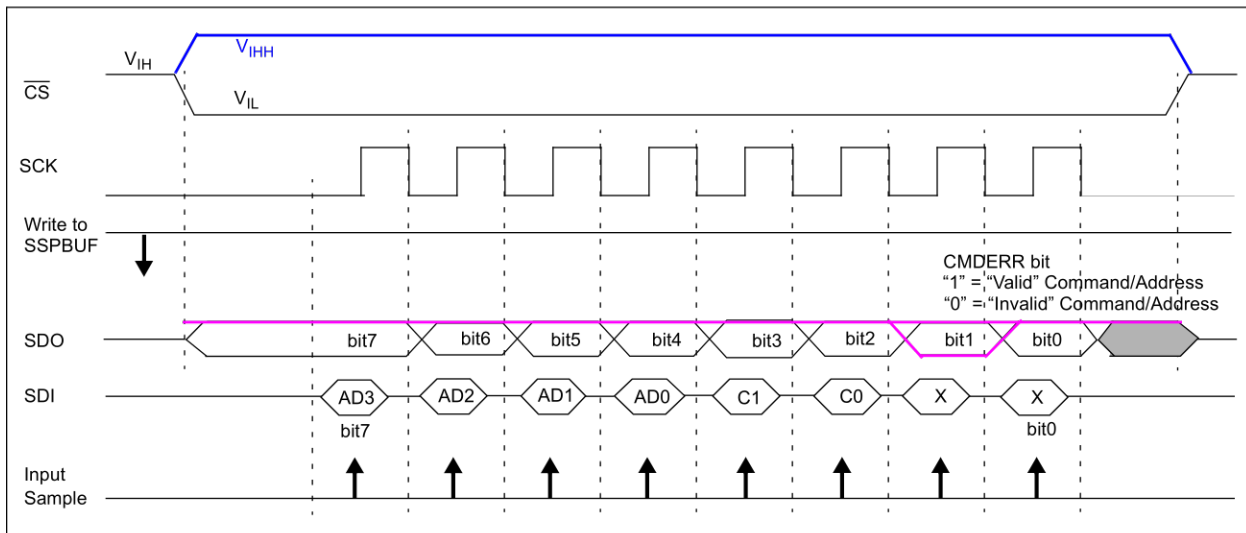 VIHH
VIH
CS
VIL
SCK
Write to
SSPBUF
CMDERR bit
“1” = “Valid” Command/Address
“0” = “Invalid” Command/Address
SDO bit7 bit6 bit5 bit4 bit3 bit2 bit1 bit0
SDI AD3 AD2 AD1 AD0 C1 C0 X X
bit7 bit0
Input
Sample